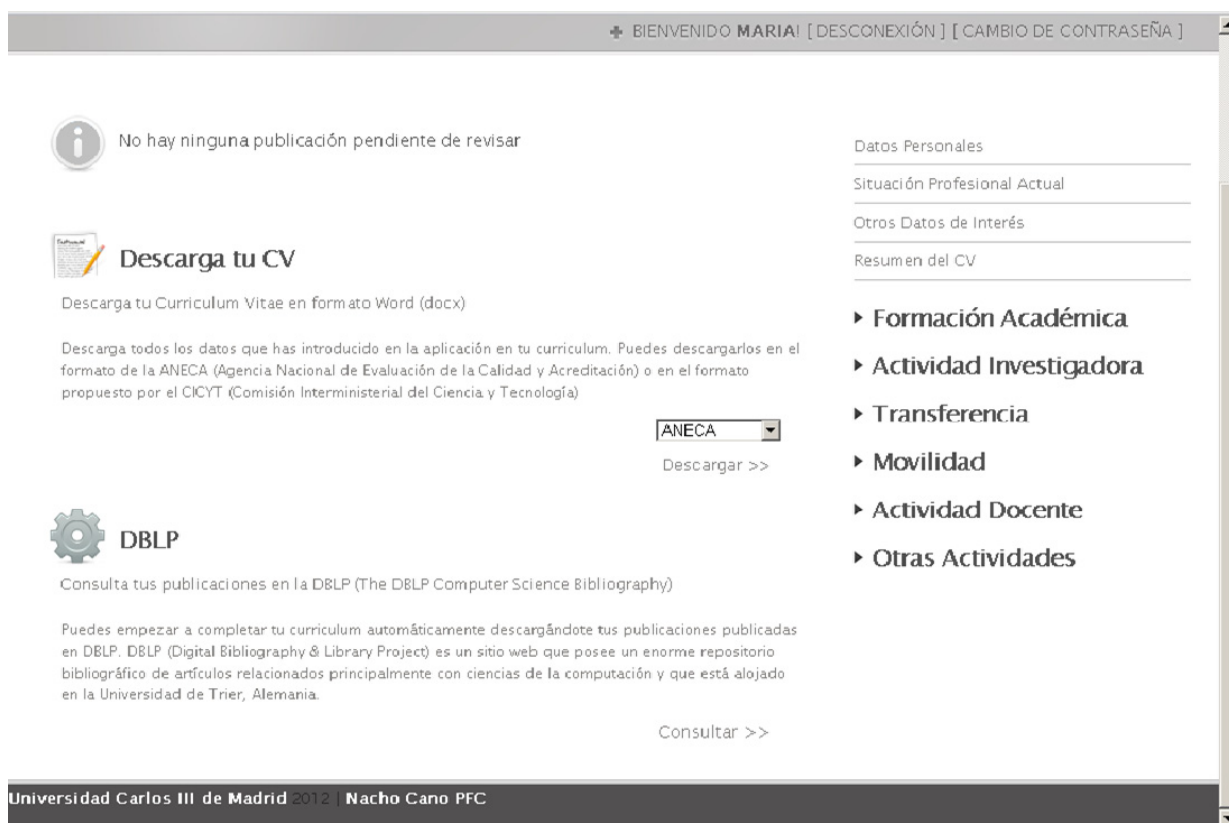 BIENVENIDO MARIA! [ DESCONEXIÓN ] [ CAMBIO DE CONTRASEÑA ]
No hay ninguna publicación pendiente de revisar
Descarga tu CV
Descarga tu Curriculum Vitae en formato Word (docx)
Descarga todos los datos que has introducido en la aplicación en tu curriculum. Puedes descargarlos en el
formato de la ANECA (Agencia Nacional de Evaluación de la Calidad y Acreditación) o en el formato
propuesto por el CICYT (Comisión Interministerial del Ciencia y Tecnología)
ANECA
Descargar >>
DBLP
Consulta tus publicaciones en la DBLP (The DBLP Computer Science Bibliography)
Puedes empezar a completar tu curriculum automáticamente descargándote tus publicaciones publicadas
en DBLP. DBLP (Digital Bibliography & Library Project) es un sitio web que posee un enorme repositorio
bibliográfico de artículos relacionados principalmente con ciencias de la computación y que está alojado
en la Universidad de Trier, Alemania.
Consultar >>
Datos Personales
Situación Profesional Actual
Otros Datos de Interés
Resumen del CV
Formación Académica
Actividad Investigadora
Transferencia
Movilidad
Actividad Docente
Otras Actividades
Universidad Carlos III de Madrid 2012 | Nacho Cano PFC